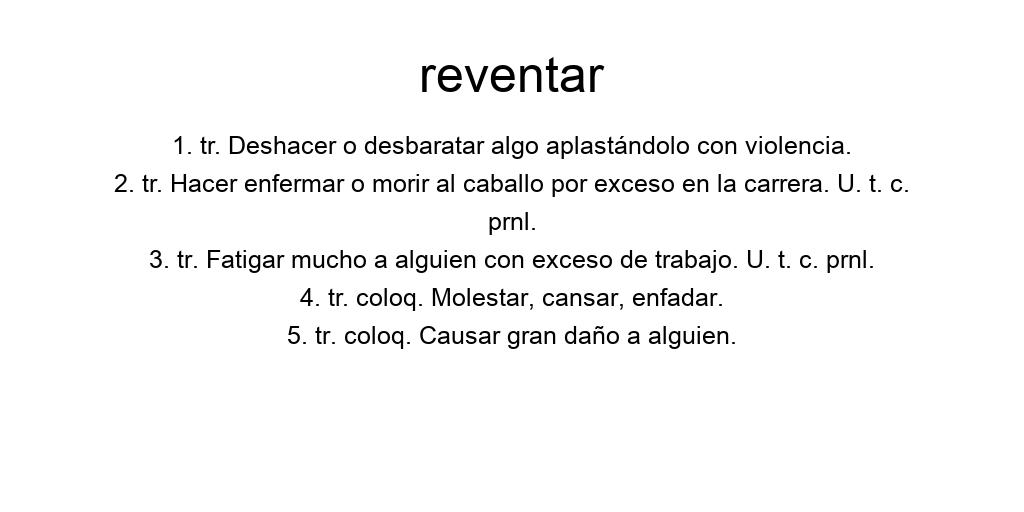 reventar
1. tr. Deshacer o desbaratar algo aplastándolo con violencia.
2. tr. Hacer enfermar o morir al caballo por exceso en la carrera. U. t. c.
prnl.
3. tr. Fatigar mucho a alguien con exceso de trabajo. U. t. c. prnl.
4. tr. coloq. Molestar, cansar, enfadar.
5. tr. coloq. Causar gran daño a alguien.